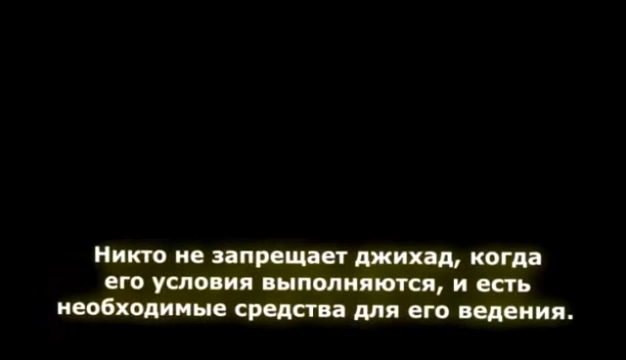 Никто не запрещает джихад, когда
его условия выполняются, и есть
необходимые средства для его ведения.